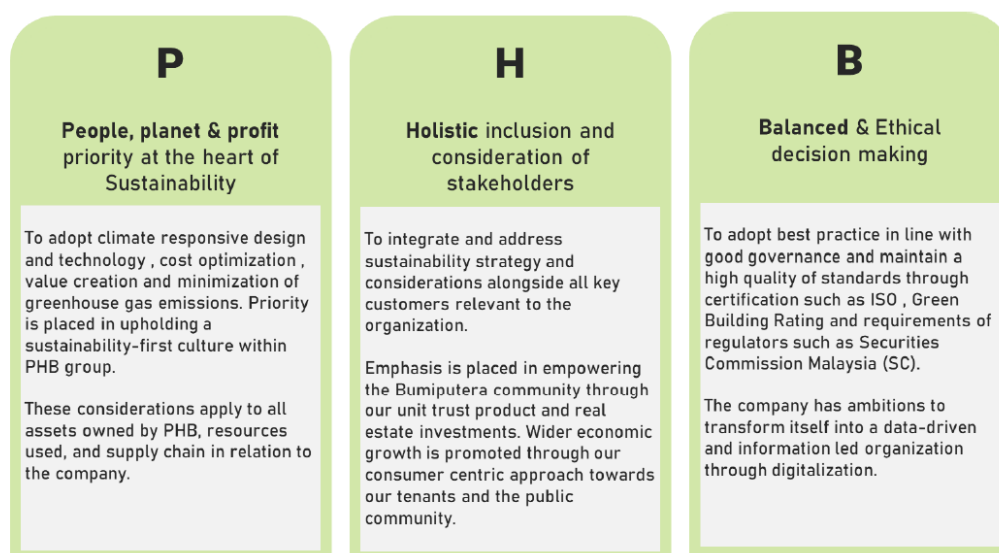 P
People, planet & profit
priority at the heart of
Sustainability
To adopt climate responsive design
and technology , cost optimization ,
value creation and minimization of
greenhouse gas emissions. Priority
is placed in upholding a
sustainability-first culture within
PHB group.
These considerations apply to all
assets owned by PHB, resources
used, and supply chain in relation to
the company.
H
Holistic inclusion and
consideration of
stakeholders
To integrate and address
sustainability strategy and
considerations alongside all key
customers relevant to the
organization.
Emphasis is placed in empowering
the Bumiputera community through
our unit trust product and real
estate investments. Wider economic
growth is promoted through our
consumer centric approach towards
our tenants and the public
community.
B
Balanced & Ethical
decision making
To adopt best practice in line with
good governance and maintain a
high quality of standards through
certification such as ISO , Green
Building Rating and requirements of
regulators such as Securities
Commission Malaysia (SC).
The company has ambitions to
transform itself into a data-driven
and information led organization
through digitalization.